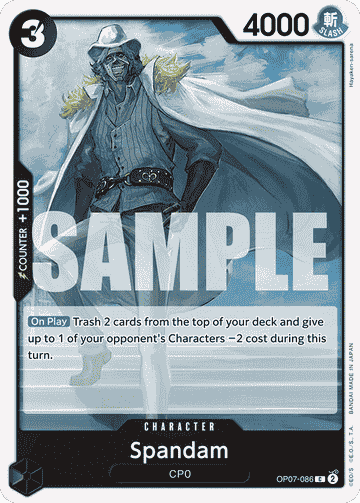 3
4000
斬
SLASH
Hayaken-sarena
COUNTER +1000
SAMPLE
On Play Trash 2 cards from the top of your deck and give
up to 1 of your opponent's Characters −2 cost during this
turn.
CHARACTER
Spandam
CP0
OP07-086 C 2
©E.O/S. ©E.O./S., T.A. BANDAI MADE IN JAPAN